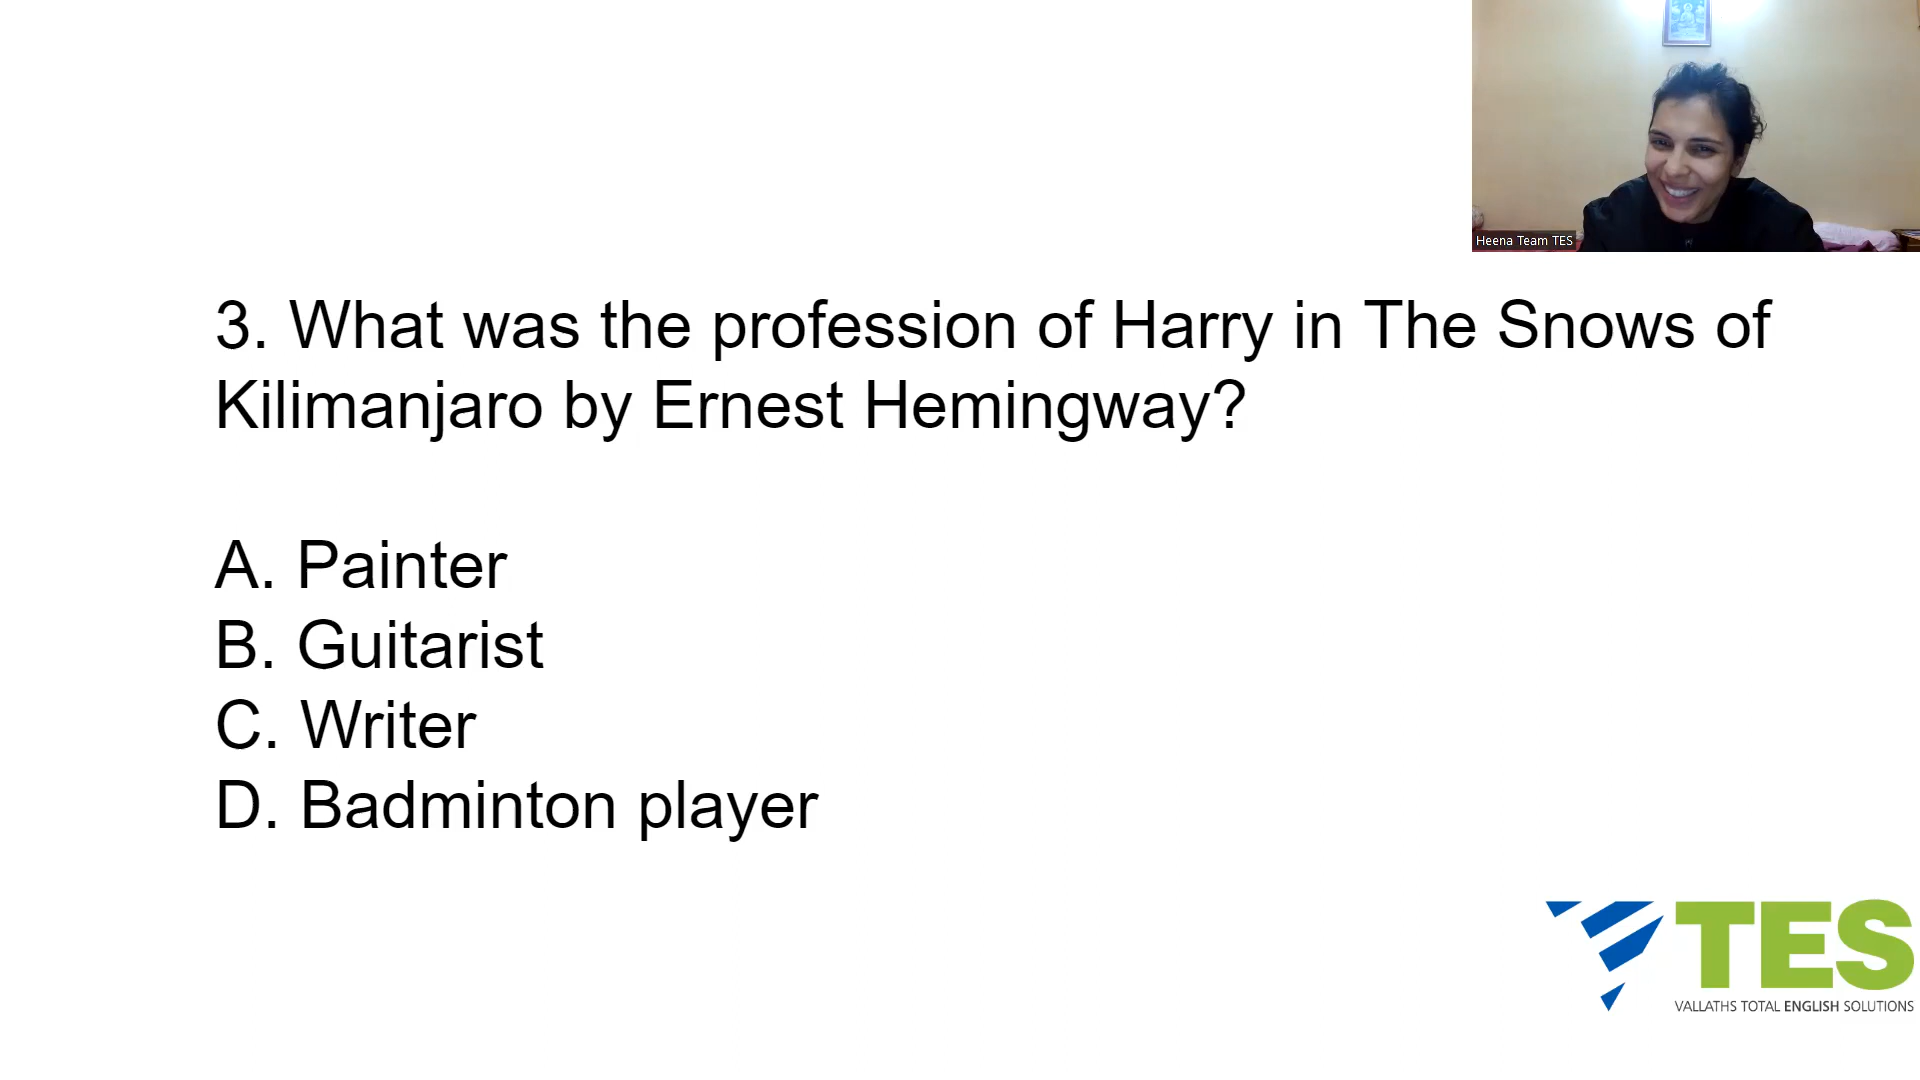 Heena Team TES
3. What was the profession of Harry in The Snows of
Kilimanjaro by Ernest Hemingway?
A. Painter
B. Guitarist
C. Writer
D. Badminton player
TES
VALLATHS TOTAL ENGLISH SOLUTIONS